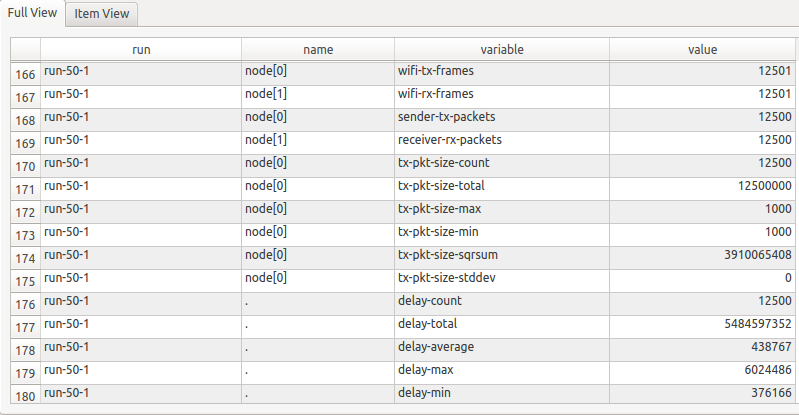 Full View Item View
run name variable value
166 run-50-1 node[0] wifi-tx-frames 12501
167 run-50-1 node[1] wifi-rx-frames 12501
168 run-50-1 node[0] sender-tx-packets 12500
169 run-50-1 node[1] receiver-rx-packets 12500
170 run-50-1 node[0] tx-pkt-size-count 12500
171 run-50-1 node[0] tx-pkt-size-total 12500000
172 run-50-1 node[0] tx-pkt-size-max 1000
173 run-50-1 node[0] tx-pkt-size-min 1000
174 run-50-1 node[0] tx-pkt-size-sqrsum 3910065408
175 run-50-1 node[0] tx-pkt-size-stddev 0
176 run-50-1 . delay-count 12500
177 run-50-1 . delay-total 5484597352
178 run-50-1 . delay-average 438767
179 run-50-1 . delay-max 6024486
180 run-50-1 . delay-min 376166